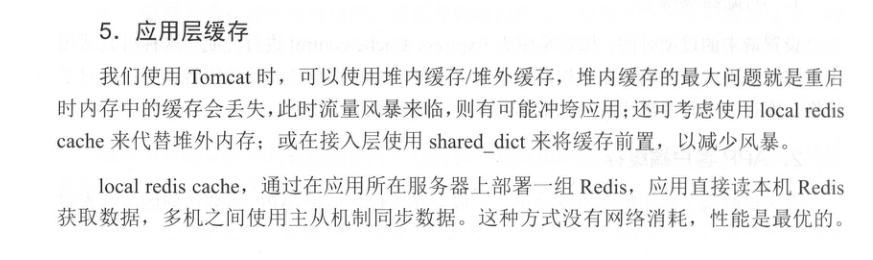 5．应用层缓存
我们使用 Tomcat 时，可以使用堆内缓存/堆外缓存，堆内缓存的最大问题就是重启
时内存中的缓存会丢失，此时流量风暴来临，则有可能冲垮应用；还可考虑使用 local redis
cache 来代替堆外内存；或在接入层使用 shared_dict 来将缓存前置，以减少风暴。
local redis cache，通过在应用所在服务器上部署一组 Redis，应用直接读本机 Redis
获取数据，多机之间使用主从机制同步数据。这种方式没有网络消耗，性能是最优的。